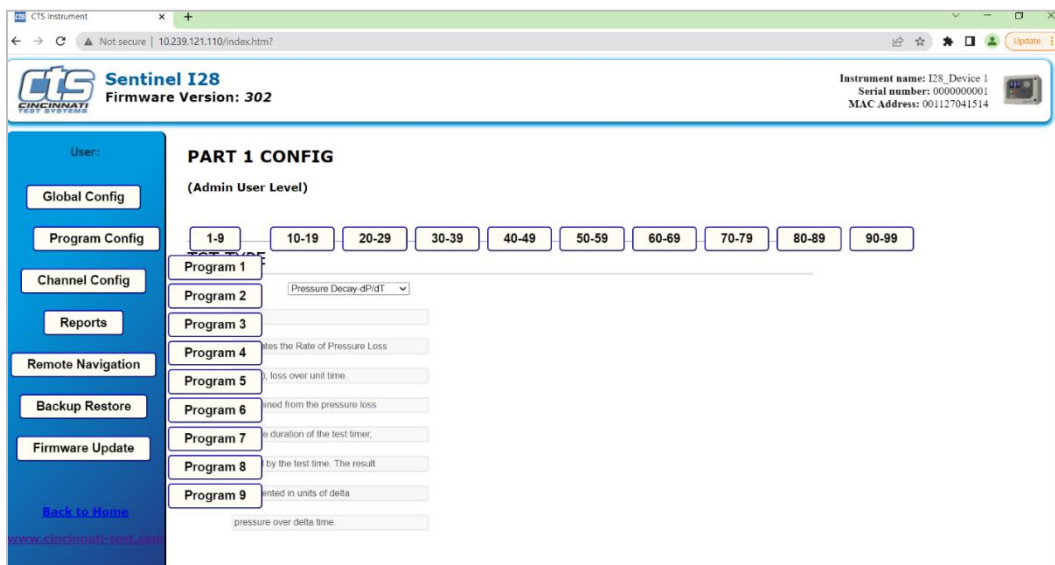 CTS Instrument
Not secure | 10.239.121.110/index.htm?
Update
CTS
CINCINNATI
TEST SYSTEMS
Sentinel I28
Firmware Version: 302
Instrument name: I28_Device 1
Serial number: 0000000001
MAC Address: 001127041514
User:
Global Config
Program Config
Channel Config
Reports
Remote Navigation
Backup Restore
Firmware Update
Back to Home
www.cincinnati-test.com
PART 1 CONFIG
(Admin User Level)
1-9 10-19 20-29 30-39 40-49 50-59 60-69 70-79 80-89 90-99
Program 1
Program 2 Pressure Decay-dP/dT
Program 3
Program 4 the Rate of Pressure Loss
Program 5 loss over unit time.
Program 6 from the pressure loss
Program 7 duration of the test timer,
Program 8 by the test time. The result
Program 9 in units of delta
pressure over delta time.